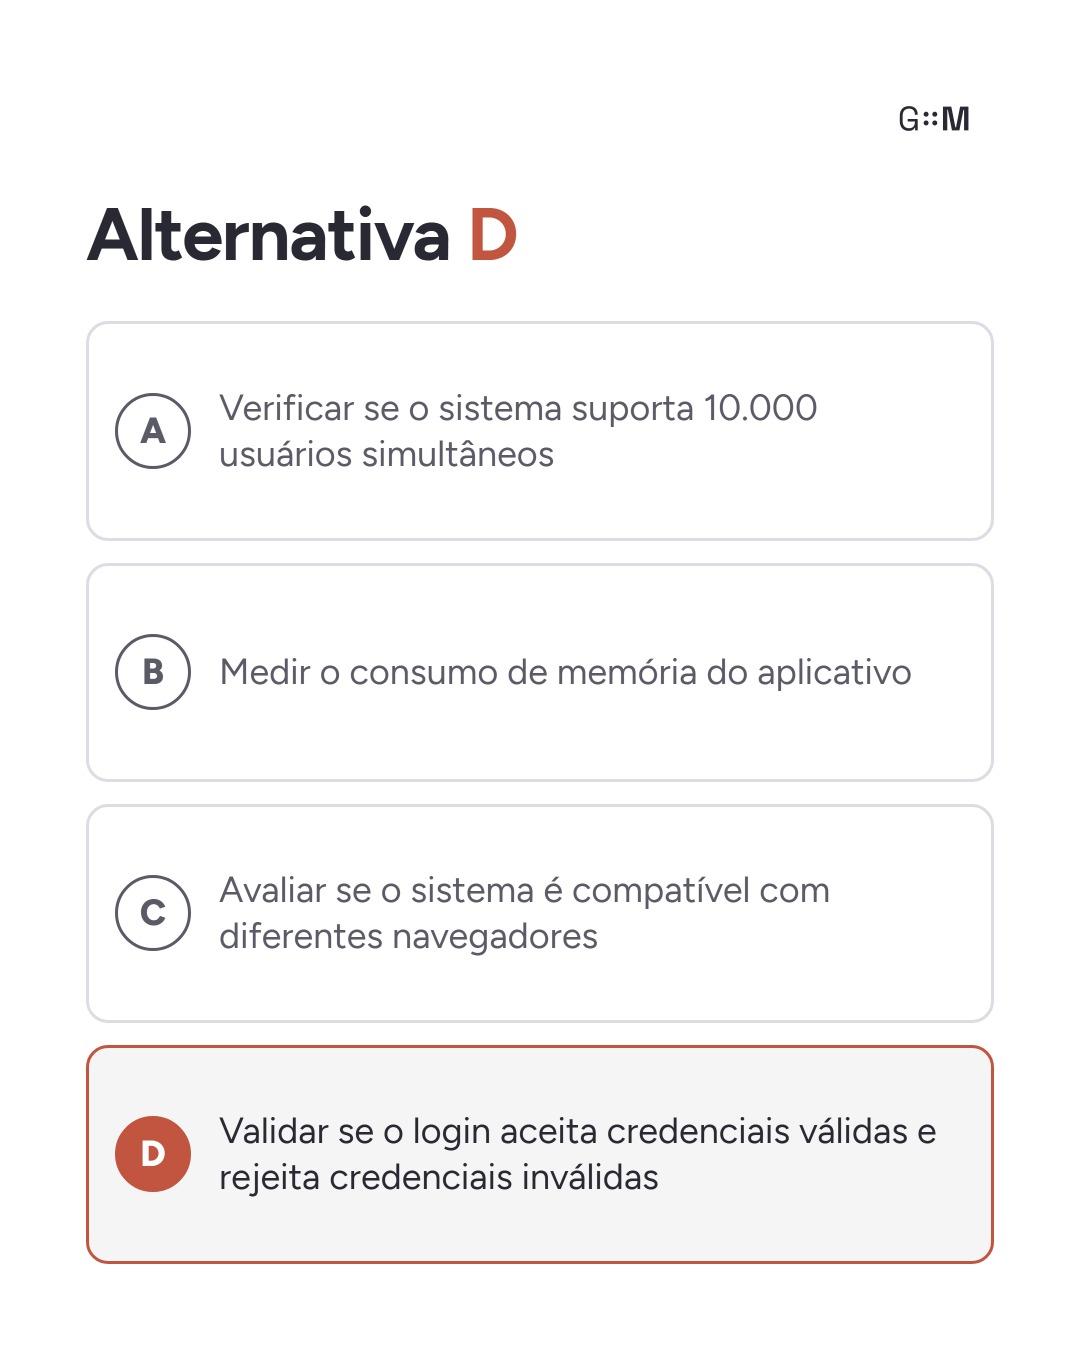 G::M
Alternativa D
A
Verificar se o sistema suporta 10.000
usuários simultâneos
B
Medir o consumo de memória do aplicativo
C
Avaliar se o sistema é compatível com
diferentes navegadores
D
Validar se o login aceita credenciais válidas e
rejeita credenciais inválidas